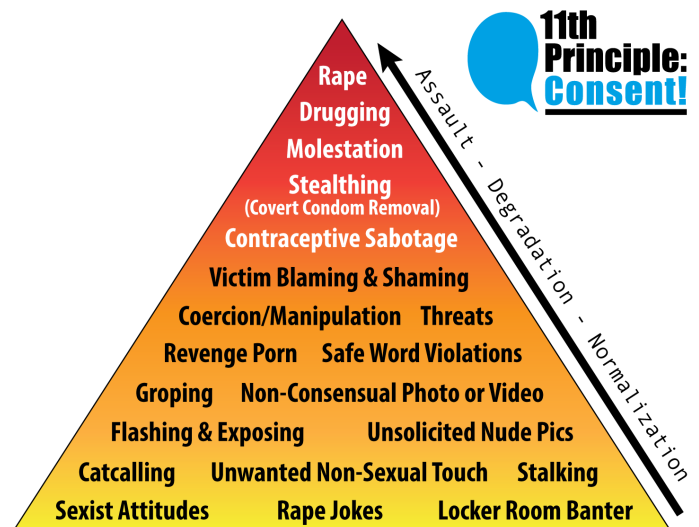 11th
Principle:
Consent!
Assault - Degradation - Normalization
Rape
Drugging
Molestation
Stealthing
(Covert Condom Removal)
Contraceptive Sabotage
Victim Blaming & Shaming
Coercion/Manipulation Threats
Revenge Porn Safe Word Violations
Groping Non-Consensual Photo or Video
Flashing & Exposing Unsolicited Nude Pics
Catcalling Unwanted Non-Sexual Touch Stalking
Sexist Attitudes Rape Jokes Locker Room Banter